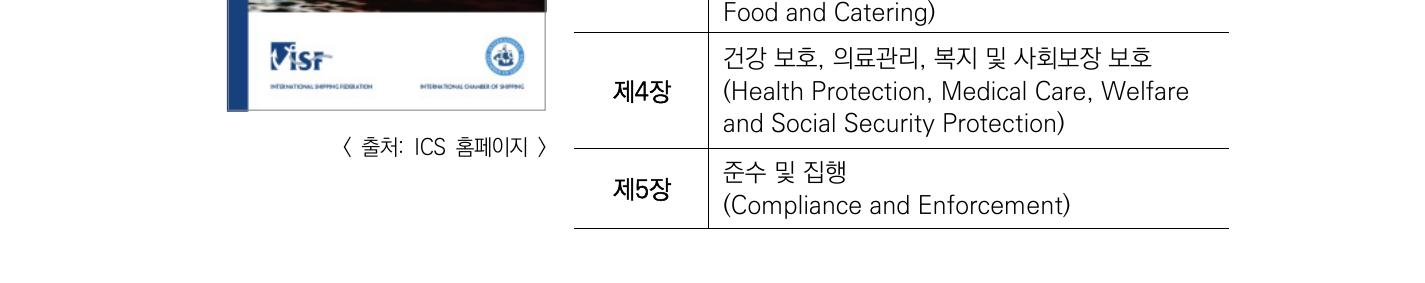 Food and Catering)
ISF
INTERNATIONAL SHIPPING FEDERATION
INTERNATIONAL CHAMBER OF SHIPPING
< 출처: ICS 홈페이지 >
제4장
건강 보호, 의료관리, 복지 및 사회보장 보호
(Health Protection, Medical Care, Welfare
and Social Security Protection)
제5장
준수 및 집행
(Compliance and Enforcement)